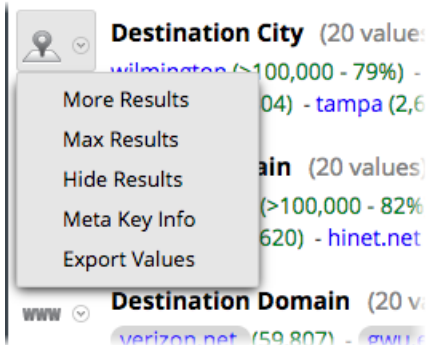 Destination City (20 values
wilmington (>100,000 - 79%) -
More Results
04) - tampa (2,6
Max Results
ain (20 values)
Hide Results
(>100,000 - 82%
Meta Key Info
620) - hinet.net
Export Values
www Destination Domain (20 va
verizon.net (59,807) - gwu.e